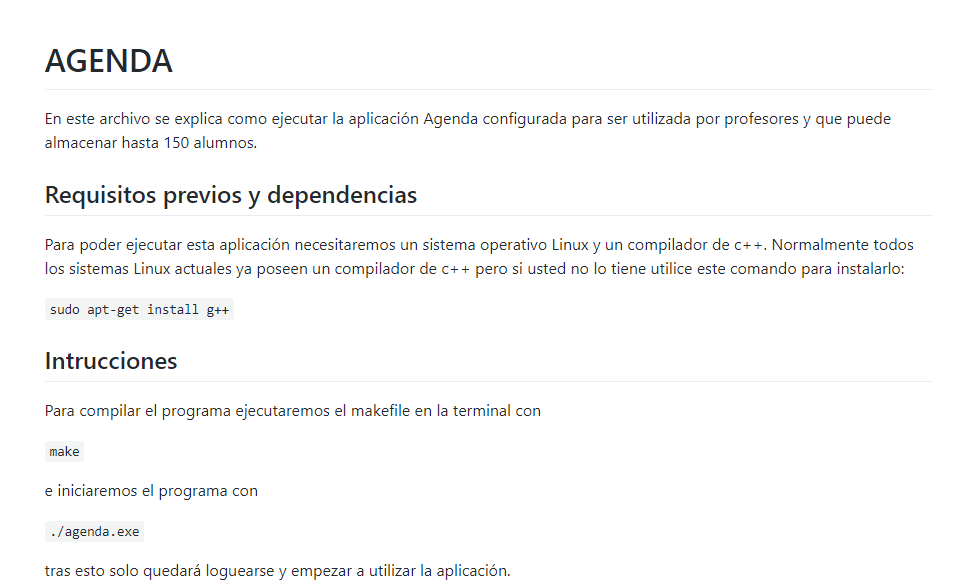 AGENDA
En este archivo se explica como ejecutar la aplicación Agenda configurada para ser utilizada por profesores y que puede
almacenar hasta 150 alumnos.
Requisitos previos y dependencias
Para poder ejecutar esta aplicación necesitaremos un sistema operativo Linux y un compilador de c++. Normalmente todos
los sistemas Linux actuales ya poseen un compilador de c++ pero si usted no lo tiene utilice este comando para instalarlo:
sudo apt-get install g++
Intrucciones
Para compilar el programa ejecutaremos el makefile en la terminal con
make
e iniciaremos el programa con
./agenda.exe
tras esto solo quedará loguearse y empezar a utilizar la aplicación.